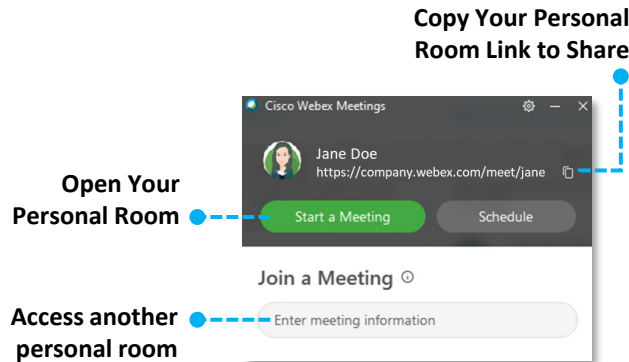 Copy Your Personal
Room Link to Share
Cisco Webex Meetings
Jane Doe
https://company.webex.com/meet/jane
Open Your
Personal Room
Start a Meeting
Schedule
Join a Meeting
Access another
personal room
Enter meeting information